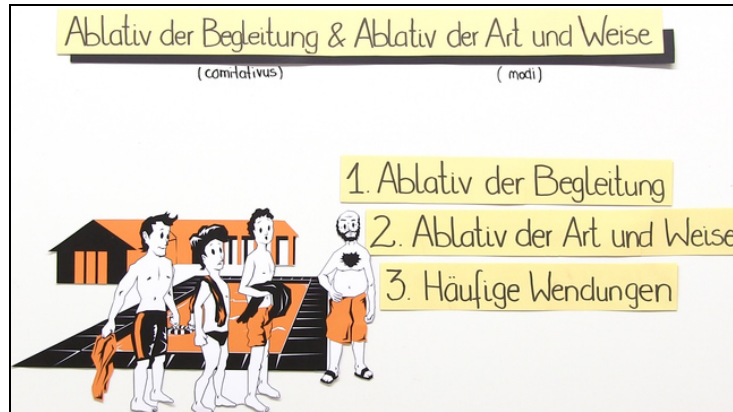 Ablativ der Begleitung & Ablativ der Art und Weise
(comitativus) (modi)
1. Ablativ der Begleitung
2. Ablativ der Art und Weise
3. Häufige Wendungen